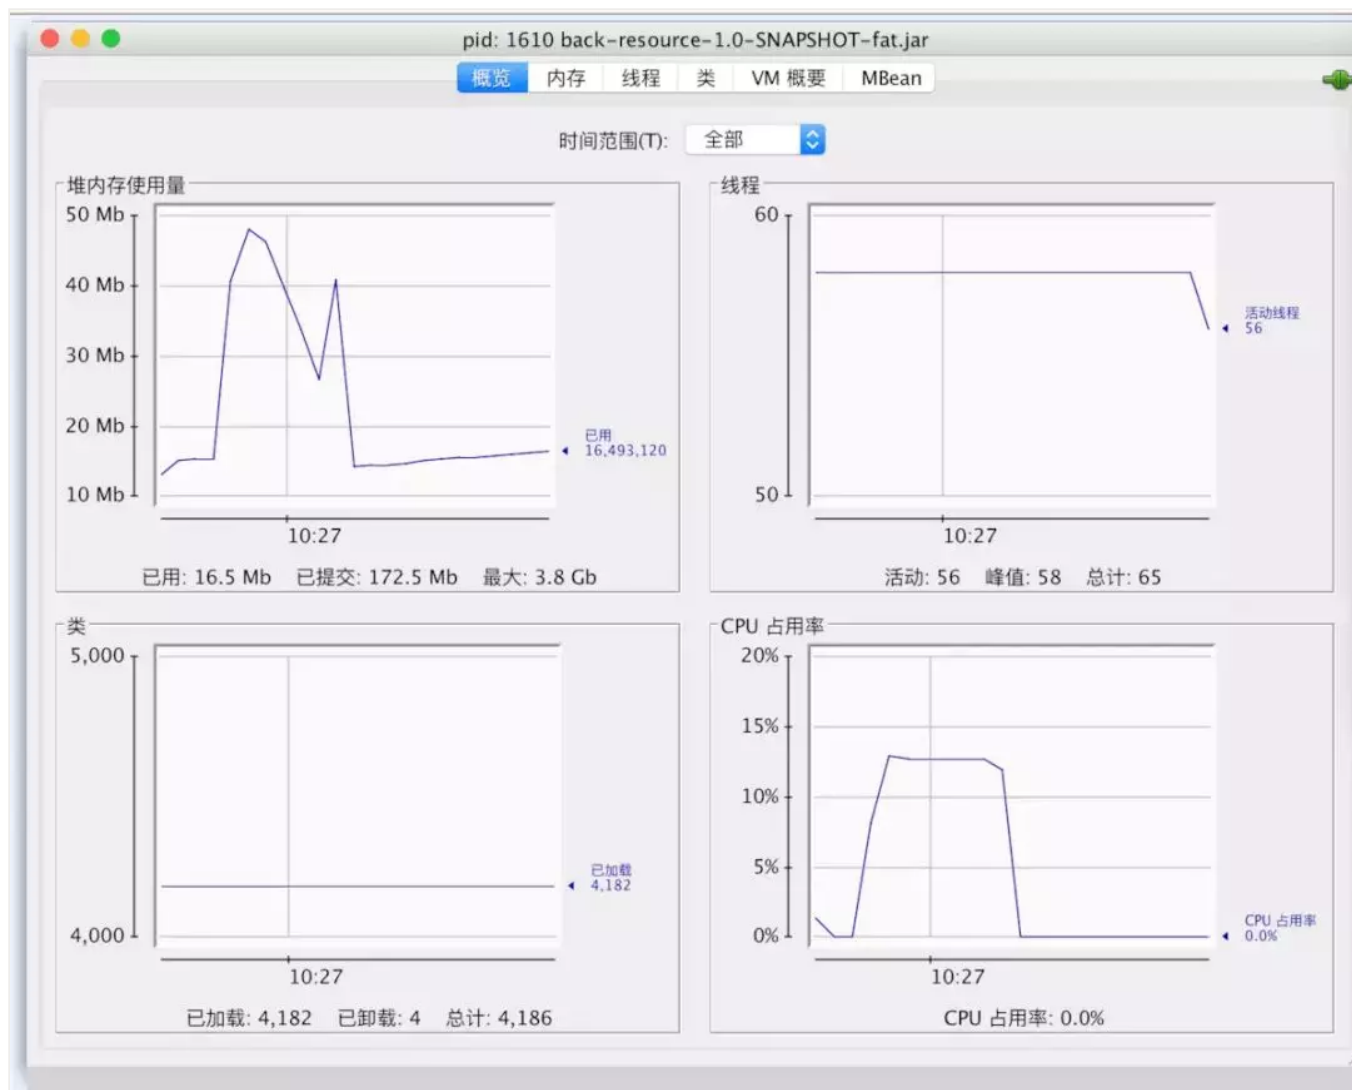 pid: 1610 back-resource-1.0-SNAPSHOT-fat.jar
概览 内存 线程 类 VM 概要 MBean
时间范围(T): 全部
堆内存使用量
50 Mb
40 Mb
30 Mb
20 Mb
10 Mb
已用
16,493,120
10:27
已用: 16.5 Mb 已提交: 172.5 Mb 最大: 3.8 Gb
线程
60
50
活动线程
56
10:27
活动: 56 峰值: 58 总计: 65
类
5,000
4,000
已加载
4,182
10:27
已加载: 4,182 已卸载: 4 总计: 4,186
CPU 占用率
20%
15%
10%
5%
0%
CPU 占用率
0.0%
10:27
CPU 占用率: 0.0%